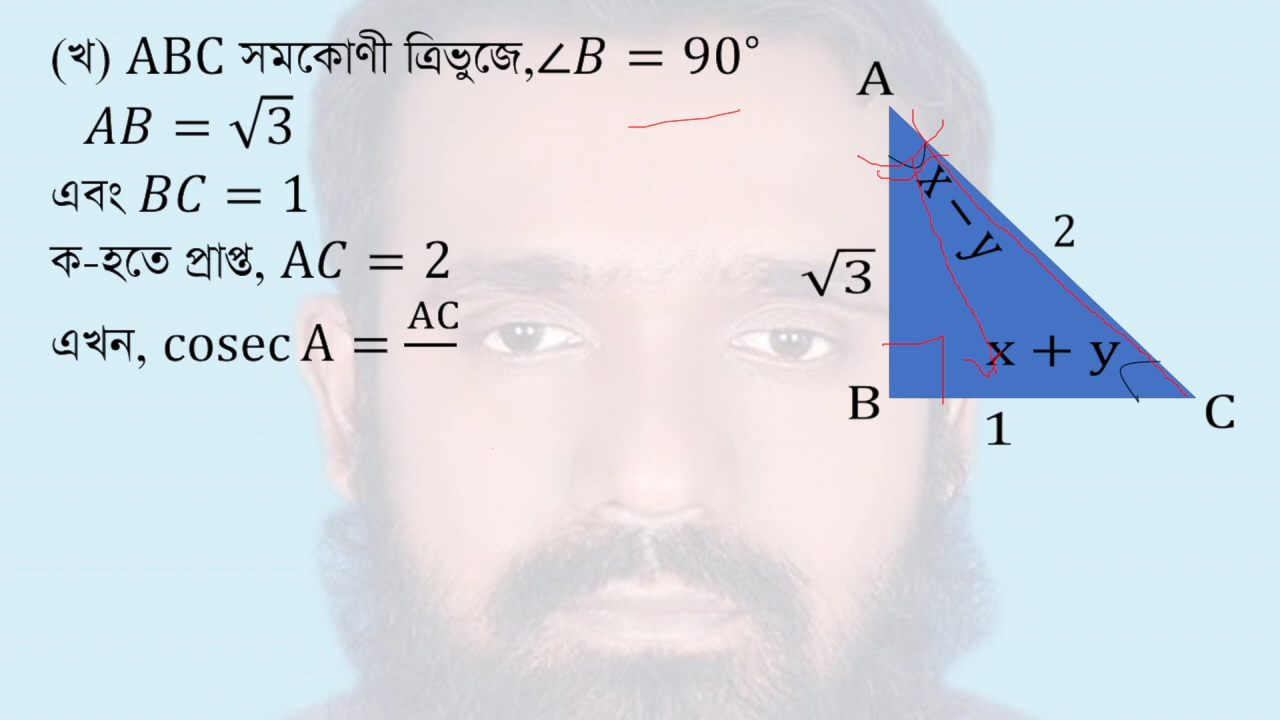 (খ) ABC সমকোণী ত্রিভুজে,∠B = 90°
AB = √3
এবং BC = 1
ক-হতে প্রাপ্ত, AC = 2
এখন, cosec A = AC
A
x − y
2
√3
x + y
B
1
C